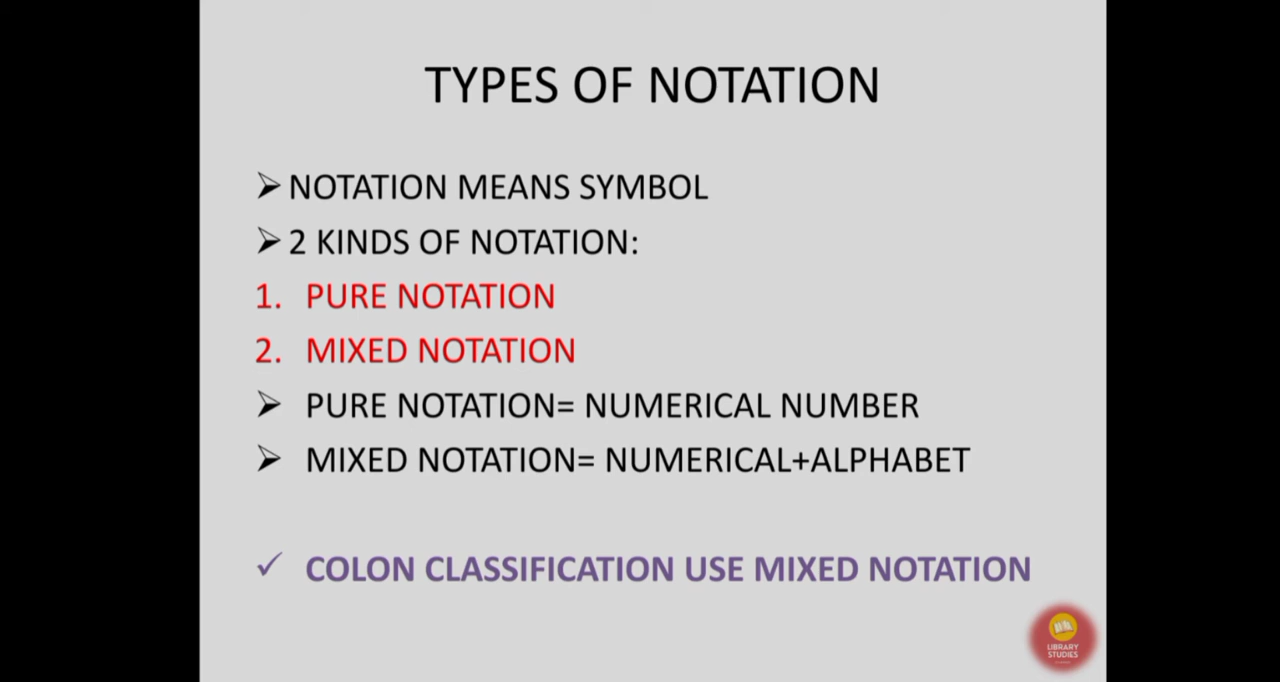 TYPES OF NOTATION
➢ NOTATION MEANS SYMBOL
➢ 2 KINDS OF NOTATION:
1. PURE NOTATION
2. MIXED NOTATION
➢ PURE NOTATION= NUMERICAL NUMBER
➢ MIXED NOTATION= NUMERICAL+ALPHABET
✓ COLON CLASSIFICATION USE MIXED NOTATION
LIBRARY
STUDIES